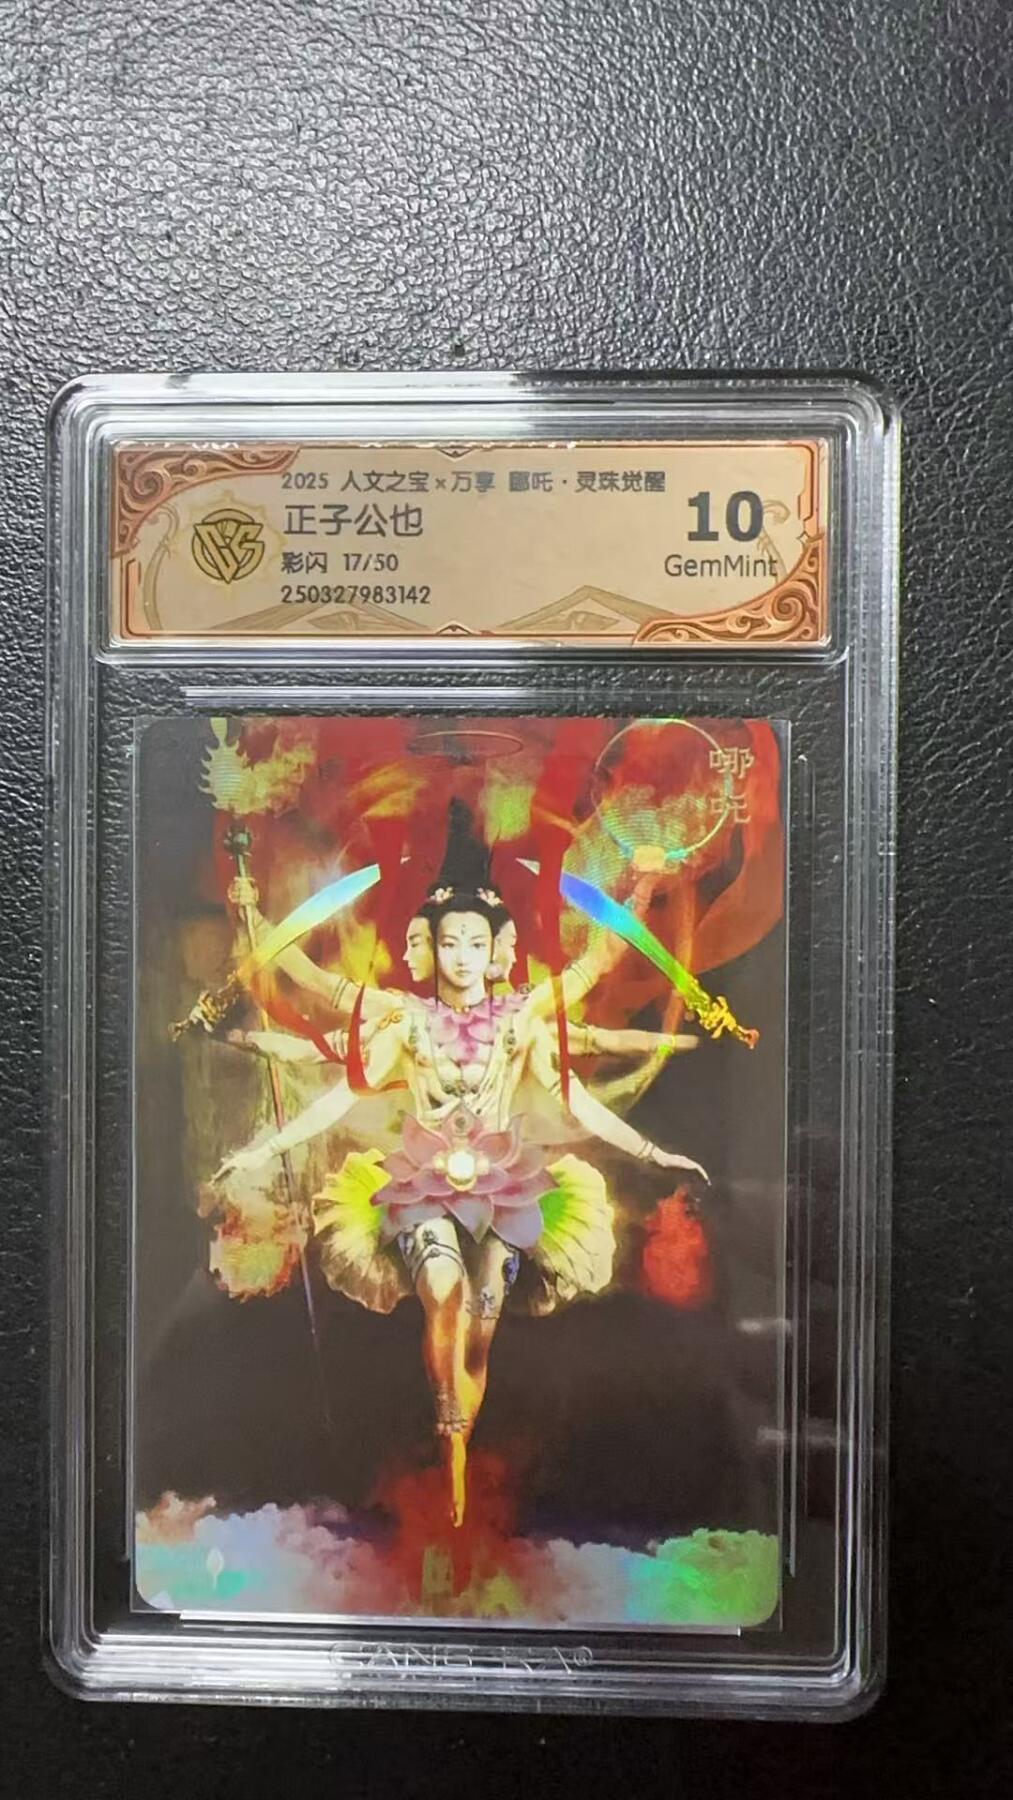 2025 人文之宝×万享 哪吒·灵珠觉醒
正子公也
彩闪 17/50
250327983142
10
GemMint
哪吒